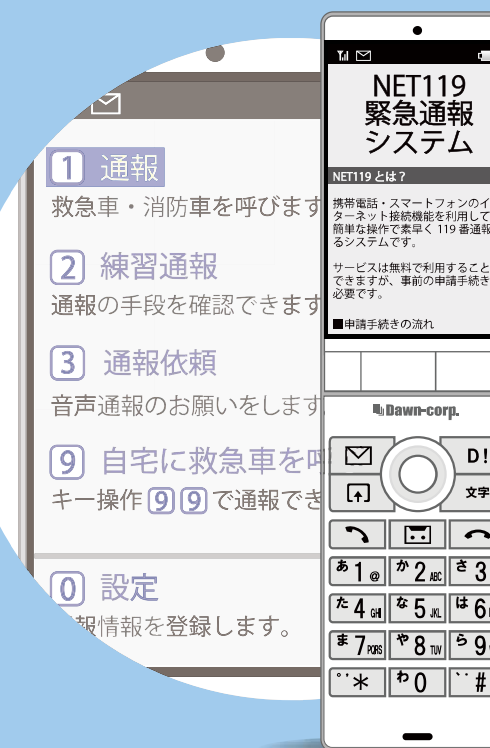 1 通報
救急車・消防車を呼びます
2 練習通報
通報の手段を確認できます
3 通報依頼
音声通報のお願いをします
9 自宅に救急車を呼
キー操作 9 9 で通報でき
0 設定
報情報を登録します。
NET119
緊急通報
システム
NET119 とは？
携帯電話・スマートフォンのイ
ターネット接続機能を利用して
簡単な操作で素早く 119 番通報
るシステムです。
サービスは無料で利用すること
できますが、事前の申請手続き
必要です。
■申請手続きの流れ
Dawn-corp.
D!
文字
あ 1 @
か 2 ABC
さ 3
た 4 GHI
な 5 JKL
は 6
ま 7 PQRS
や 8 TUV
ら 9
゛゜ *
わ 0
#